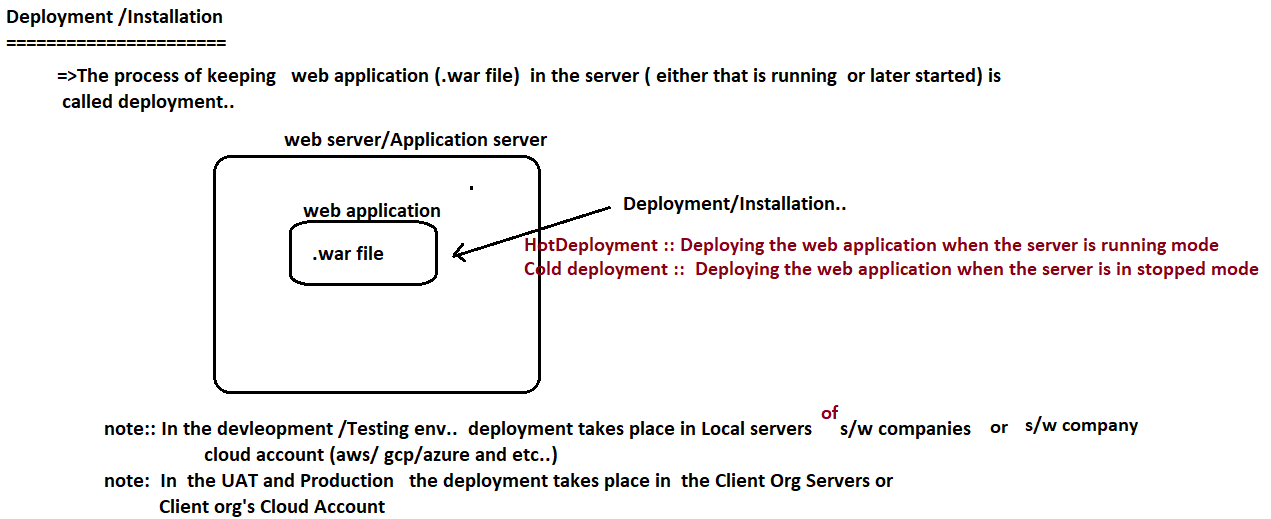 Deployment /Installation
======================
=>The process of keeping web application (.war file) in the server ( either that is running or later started) is
called deployment..
web server/Application server
web application
.war file
Deployment/Installation..
HotDeployment :: Deploying the web application when the server is running mode
Cold deployment :: Deploying the web application when the server is in stopped mode
note:: In the devleopment /Testing env.. deployment takes place in Local servers of s/w companies or s/w company
cloud account (aws/ gcp/azure and etc..)
note: In the UAT and Production the deployment takes place in the Client Org Servers or
Client org's Cloud Account